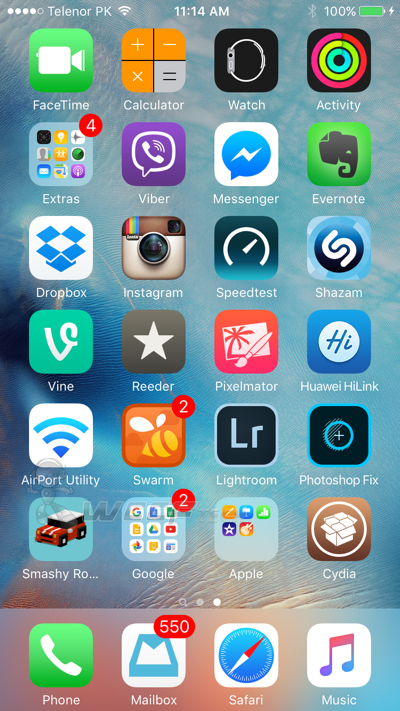 Telenor PK 11:14 AM 100%
FaceTime Calculator Watch Activity
4
Extras Viber Messenger Evernote
Dropbox Instagram Speedtest Shazam
Hi
Vine Reeder Pixelmator Huawei HiLink
2
Lr
AirPort Utility Swarm Lightroom Photoshop Fix
2
Smashy Ro... Google Apple Cydia
550
Phone Mailbox Safari Music